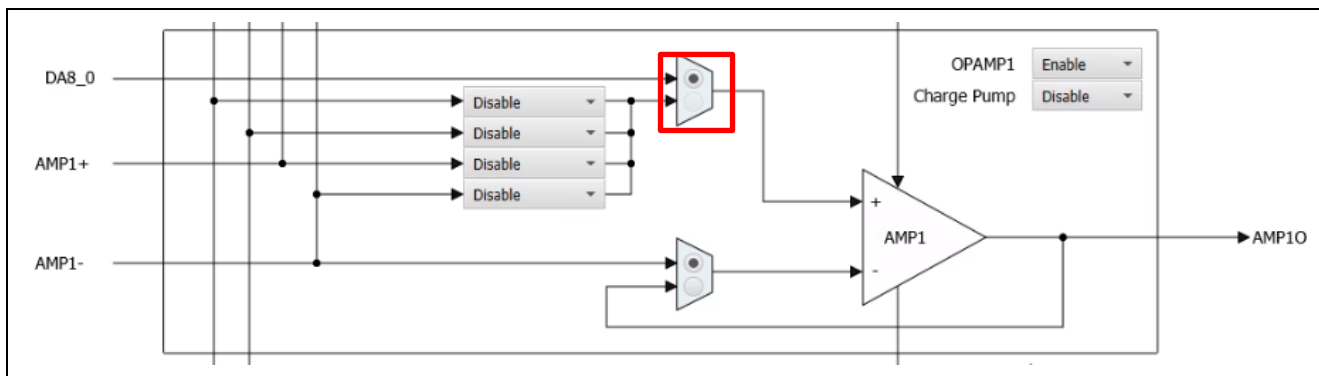 DA8_0
OPAMP1 Enable
Charge Pump Disable
Disable
Disable
AMP1+ Disable
Disable
+
AMP1
AMP1O
AMP1-
-